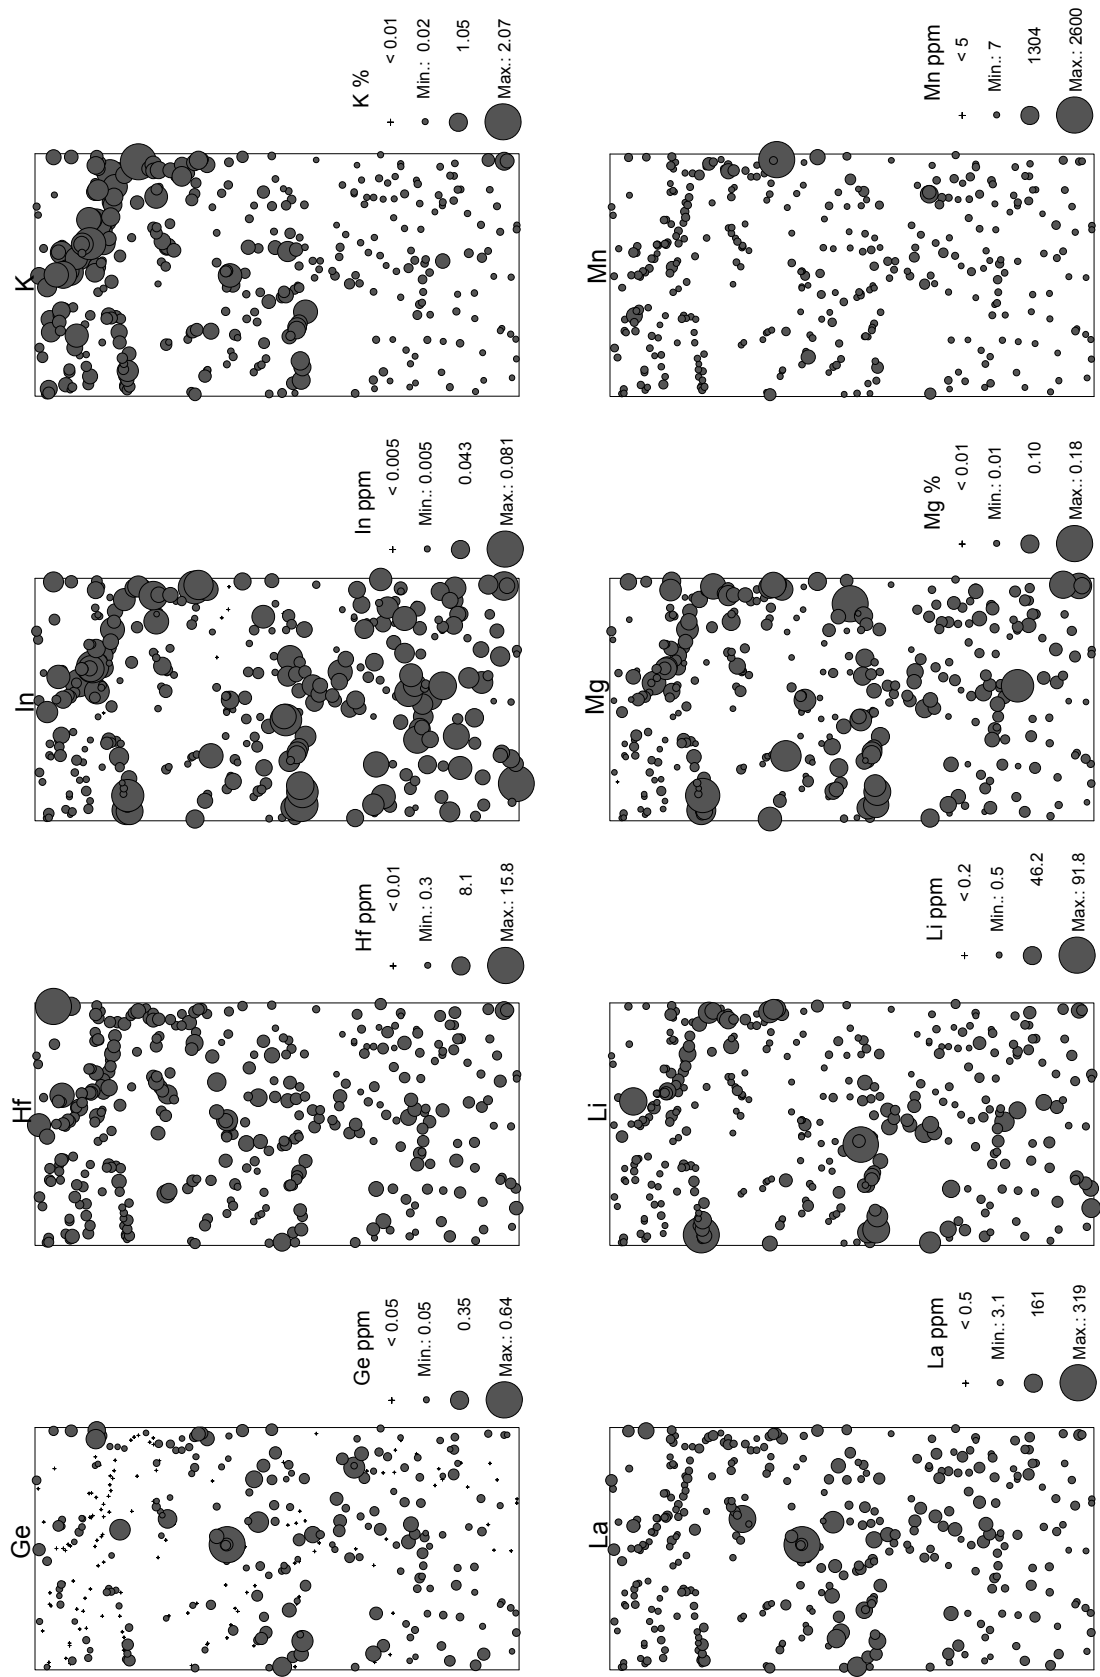 K
K %
< 0.01
Min.: 0.02
1.05
Max.: 2.07
Mn
Mn ppm
< 5
Min.: 7
1304
Max.: 2600
In
In ppm
< 0.005
Min.: 0.005
0.043
Max.: 0.081
Mg
Mg %
< 0.01
Min.: 0.01
0.10
Max.: 0.18
Hf
Hf ppm
< 0.01
Min.: 0.3
8.1
Max.: 15.8
Li
Li ppm
< 0.2
Min.: 0.5
46.2
Max.: 91.8
Ge
Ge ppm
< 0.05
Min.: 0.05
0.35
Max.: 0.64
La
La ppm
< 0.5
Min.: 3.1
161
Max.: 319